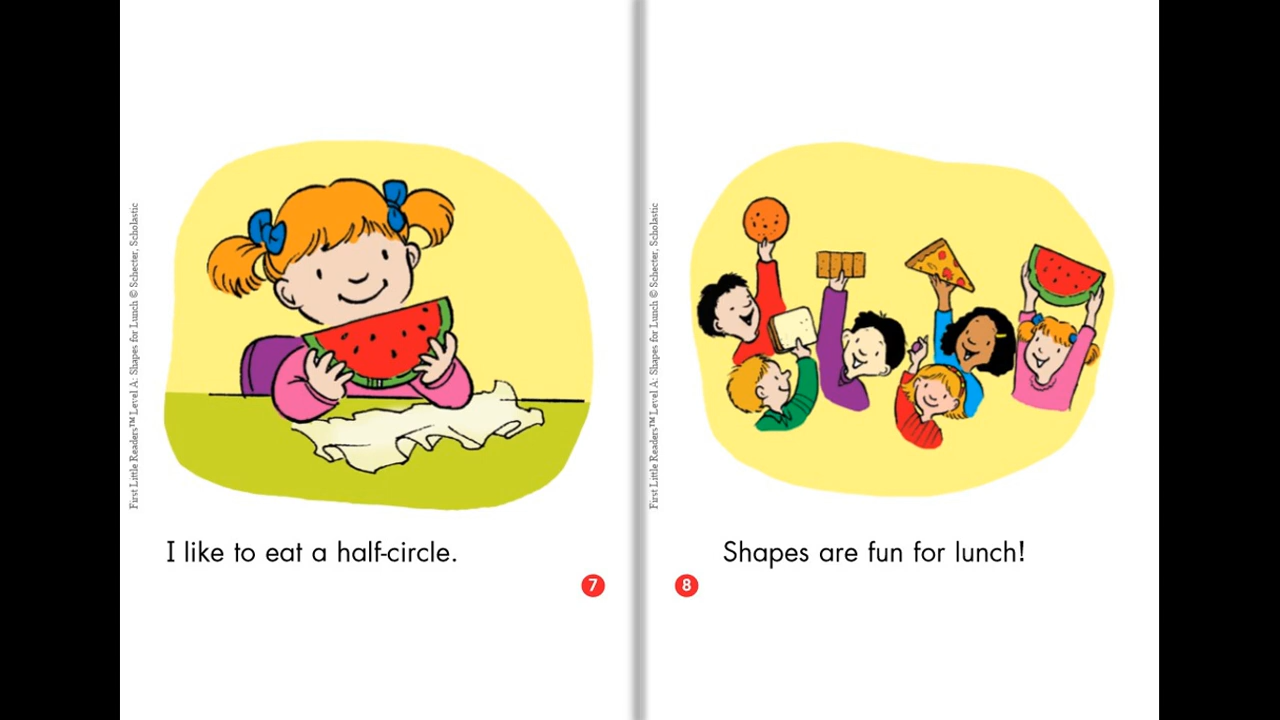 First Little Readers™ Level A: Shapes for Lunch © Schecter, Scholastic
I like to eat a half-circle.
7
First Little Readers™ Level A: Shapes for Lunch © Schecter, Scholastic
Shapes are fun for lunch!
8